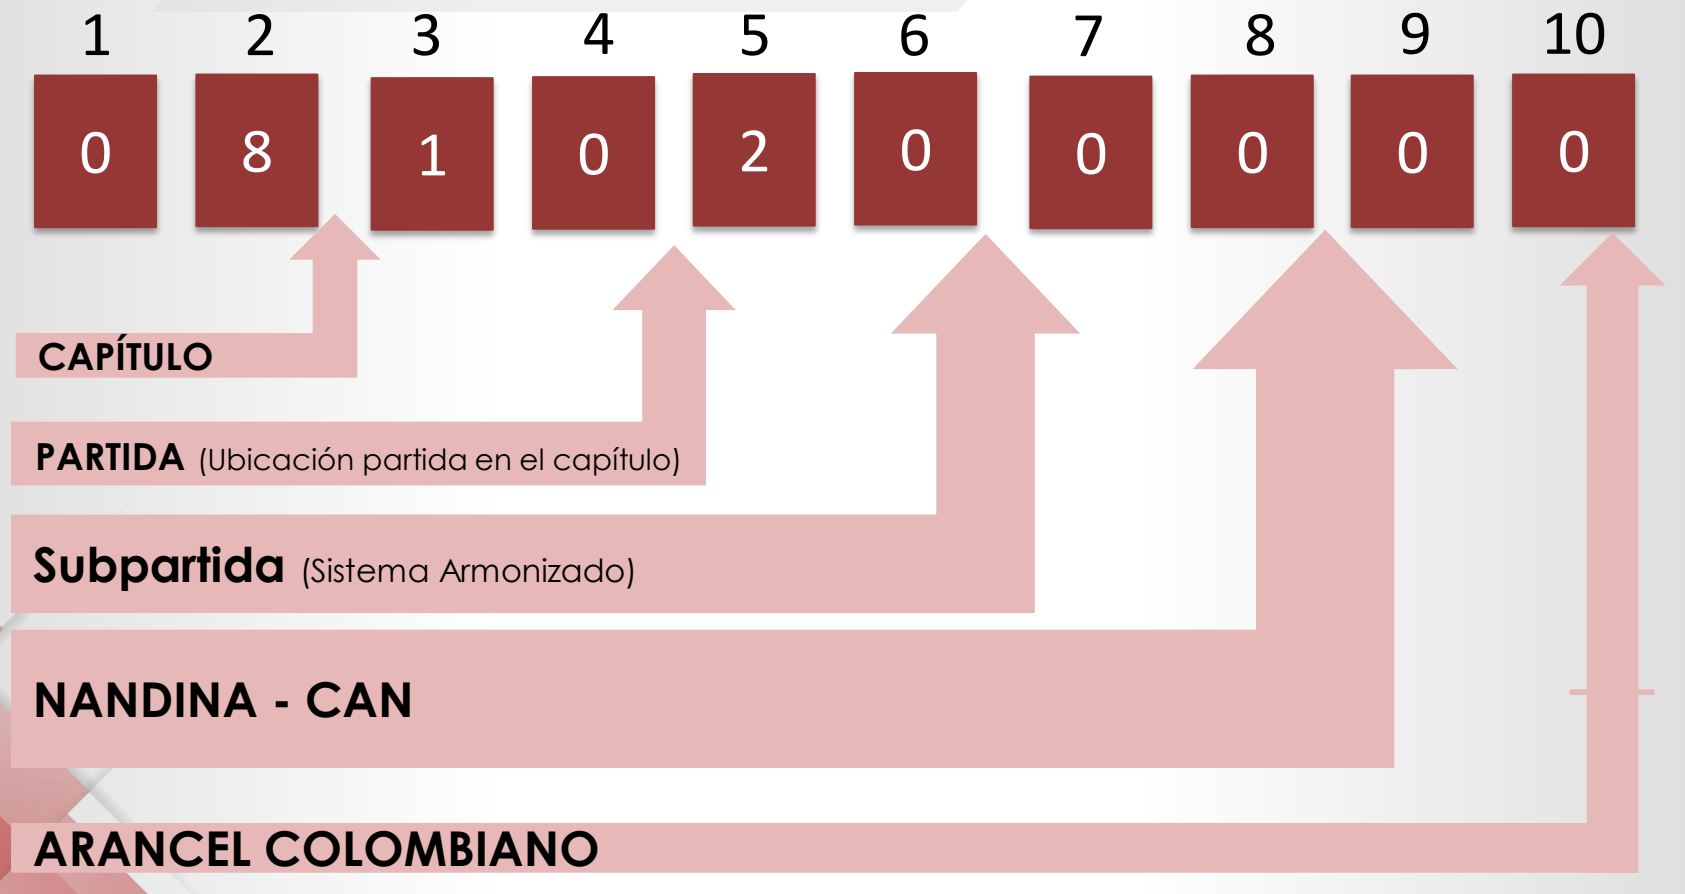 1 2 3 4 5 6 7 8 9 10
0 8 1 0 2 0 0 0 0 0
CAPÍTULO
PARTIDA (Ubicación partida en el capítulo)
Subpartida (Sistema Armonizado)
NANDINA - CAN
ARANCEL COLOMBIANO